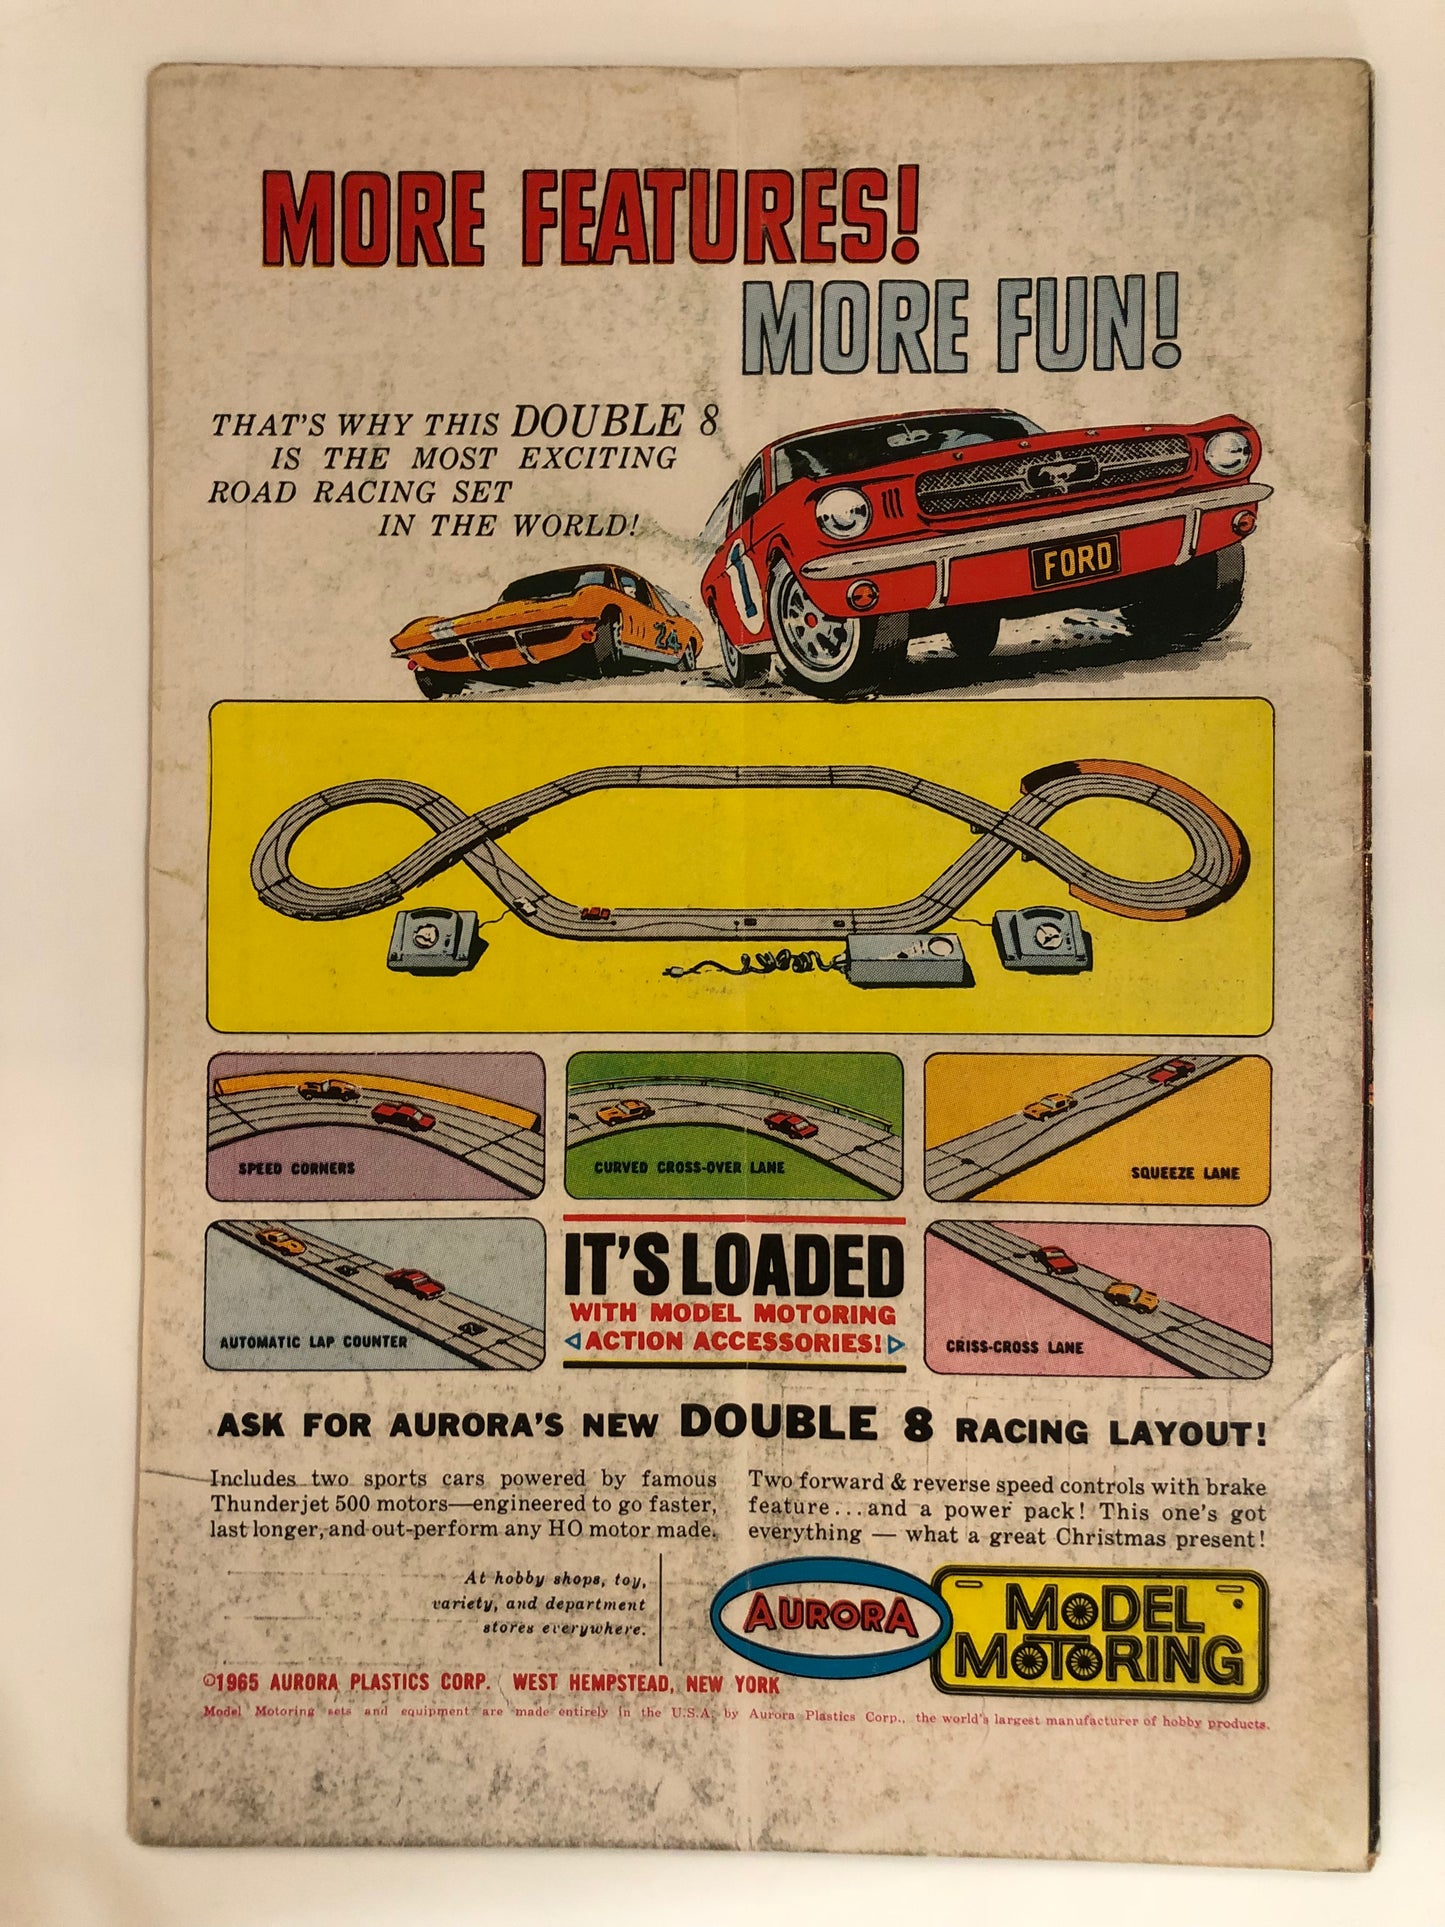 MORE FEATURES!
MORE FUN!
THAT'S WHY THIS DOUBLE 8
IS THE MOST EXCITING
ROAD RACING SET
IN THE WORLD!
1
24
FORD
SPEED CORNERS
CURVED CROSS-OVER LANE
SQUEEZE LANE
AUTOMATIC LAP COUNTER
IT'S LOADED
WITH MODEL MOTORING
ACTION ACCESSORIES!
CRISS-CROSS LANE
ASK FOR AURORA'S NEW DOUBLE 8 RACING LAYOUT!
Includes two sports cars powered by famous
Thunderjet 500 motors—engineered to go faster,
last longer, and out-perform any HO motor made.
Two forward & reverse speed controls with brake
feature...and a power pack! This one's got
everything — what a great Christmas present!
At hobby shops, toy,
variety, and department
stores everywhere.
AURORA
MODEL
MOTORING
©1965 AURORA PLASTICS CORP. WEST HEMPSTEAD, NEW YORK
Model Motoring sets and equipment are made entirely in the U.S.A. by Aurora Plastics Corp., the world's largest manufacturer of hobby products.